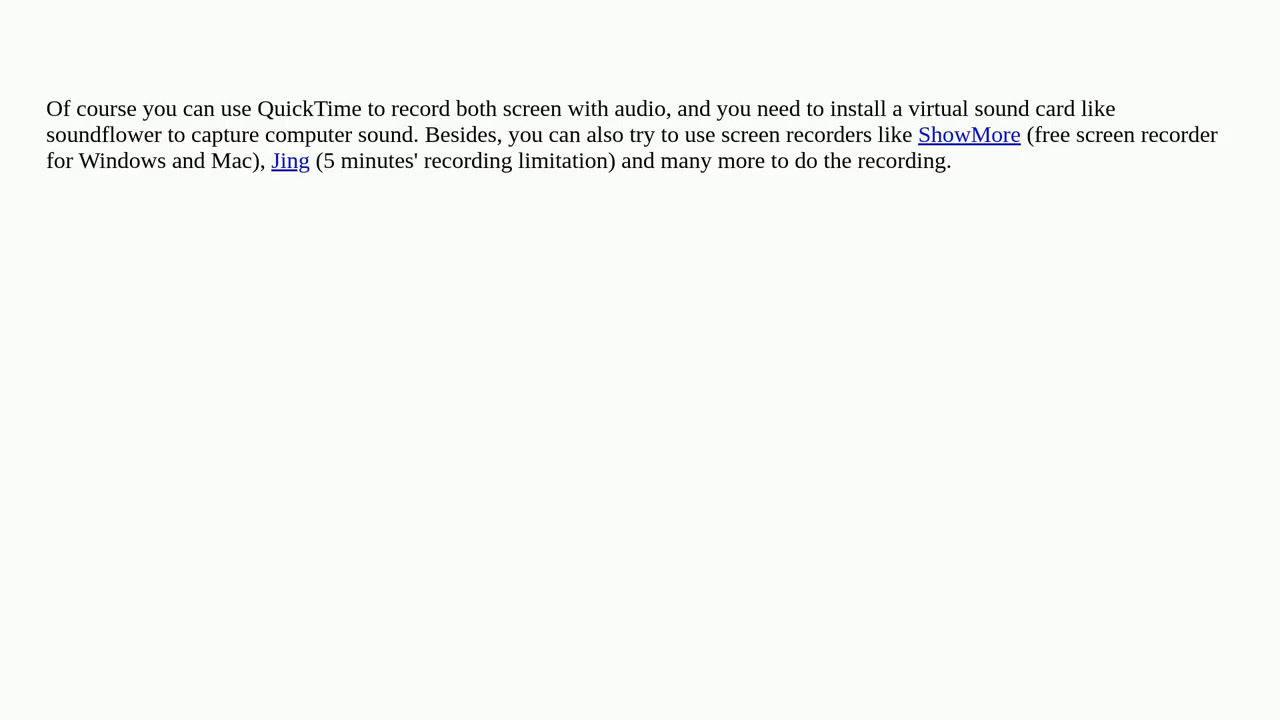 Of course you can use QuickTime to record both screen with audio, and you need to install a virtual sound card like
soundflower to capture computer sound. Besides, you can also try to use screen recorders like ShowMore (free screen recorder
for Windows and Mac), Jing (5 minutes' recording limitation) and many more to do the recording.